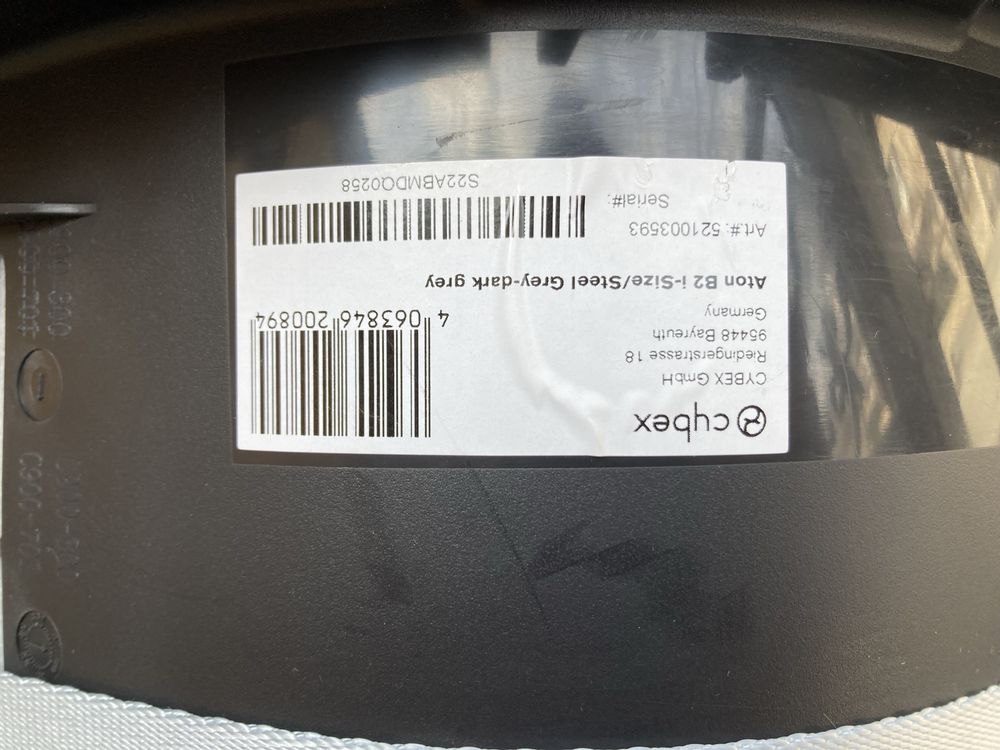 cybex
CYBEX GmbH
Riedingerstrasse 18
95448 Bayreuth
Germany
4 063846 200894
Aton B2 i-Size/Steel Grey-dark grey
Art.#: 521003593
Serial#:
S22ABMDQ0258